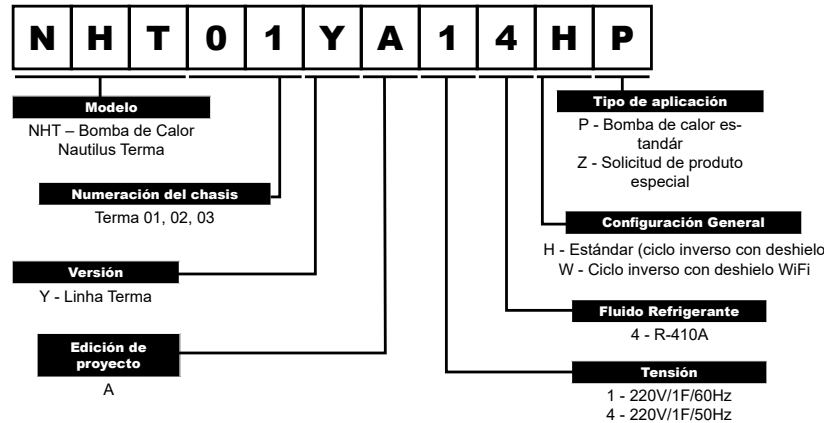 N H T 0 1 Y A 1 4 H P
Modelo
NHT – Bomba de Calor
Nautilus Terma
Numeración del chasis
Terma 01, 02, 03
Versión
Y - Linha Terma
Edición de
proyecto
A
Tipo de aplicación
P - Bomba de calor es-
tandár
Z - Solicitud de produto
especial
Configuración General
H - Estándar (ciclo inverso con deshielo
W - Ciclo inverso con deshielo WiFi
Fluido Refrigerante
4 - R-410A
Tensión
1 - 220V/1F/60Hz
4 - 220V/1F/50Hz